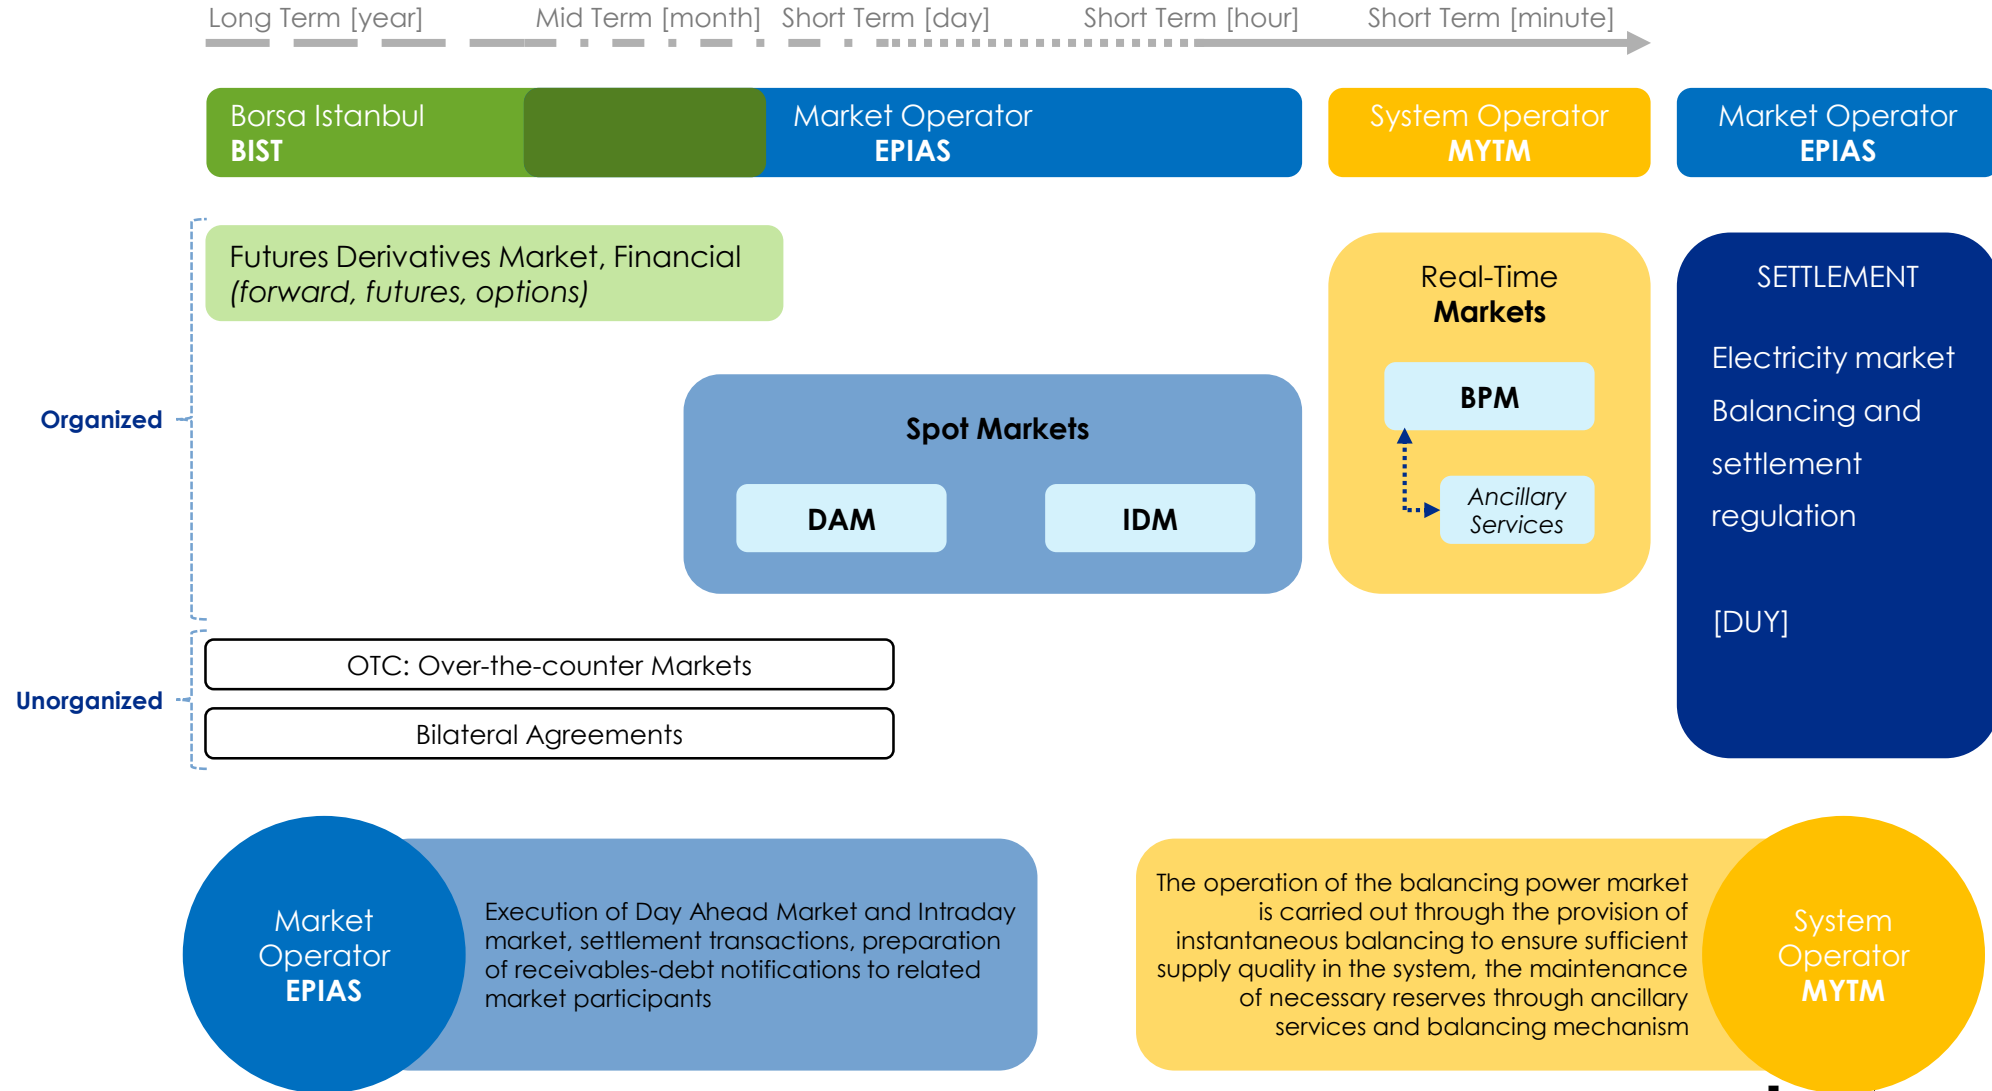 Long Term [year]
Mid Term [month]
Short Term [day]
Short Term [hour]
Short Term [minute]
Borsa Istanbul
BIST
Market Operator
EPIAS
System Operator
MYTM
Market Operator
EPIAS
Organized
Futures Derivatives Market, Financial
(forward, futures, options)
Spot Markets
DAM
IDM
Real-Time
Markets
BPM
Ancillary
Services
SETTLEMENT
Electricity market
Balancing and
settlement
regulation
[DUY]
Unorganized
OTC: Over-the-counter Markets
Bilateral Agreements
Market
Operator
EPIAS
Execution of Day Ahead Market and Intraday
market, settlement transactions, preparation
of receivables-debt notifications to related
market participants
The operation of the balancing power market
is carried out through the provision of
instantaneous balancing to ensure sufficient
supply quality in the system, the maintenance
of necessary reserves through ancillary
services and balancing mechanism
System
Operator
MYTM